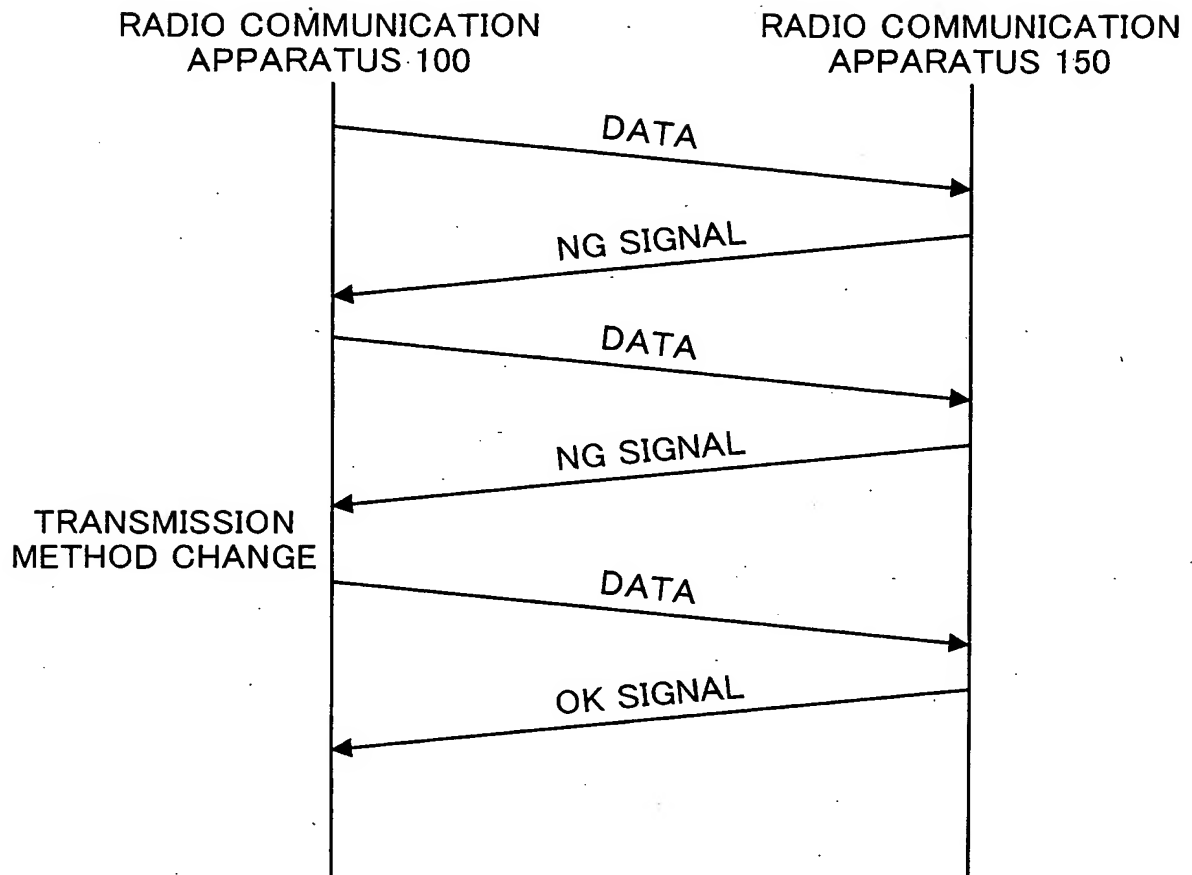 RADIO COMMUNICATION
APPARATUS 100
RADIO COMMUNICATION
APPARATUS 150
DATA
NG SIGNAL
DATA
NG SIGNAL
TRANSMISSION
METHOD CHANGE
DATA
OK SIGNAL